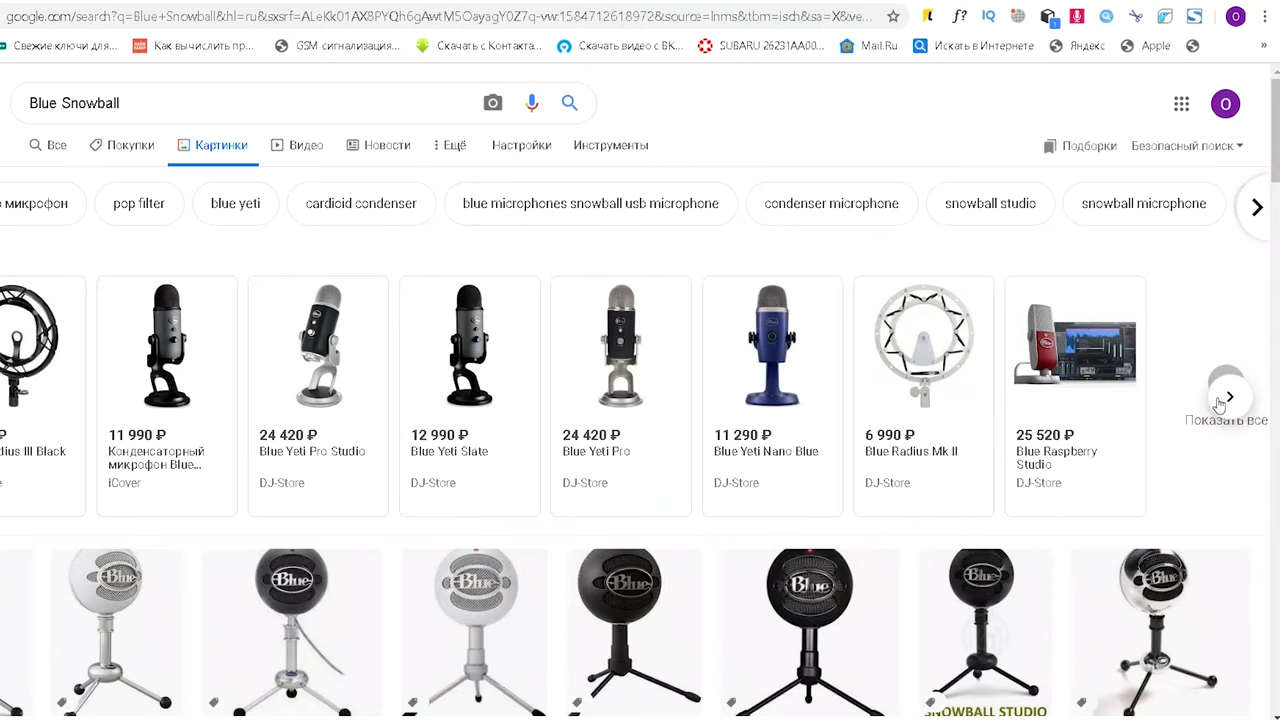 google.com/search?q=Blue+Snowball&hl=ru&sxsrf=ALeKk01AXPPYQh6gAwtM5OayagY0Z7q-vw:1584712618972&source=lnms&tbm=isch&sa=X&ve...
Свежие ключи для...
Как вычислять пр...
GSM сигнализация...
Скачать с Контакта...
Скачать видео с ВК...
SUBARU 26231AA00...
Mail.Ru
Искать в Интернете
Яндекс
Apple
Blue Snowball
Все
Покупки
Картинки
Видео
Новости
Ещё
Настройки
Инструменты
Подборки
Безопасный поиск
микрофон
pop filter
blue yeti
cardioid condenser
blue microphones snowball usb microphone
condenser microphone
snowball studio
snowball microphone
₽
dius III Black
11 990 ₽
Конденсаторный
микрофон Blue...
iCover
24 420 ₽
Blue Yeti Pro Studio
DJ-Store
12 990 ₽
Blue Yeti Slate
DJ-Store
24 420 ₽
Blue Yeti Pro
DJ-Store
11 290 ₽
Blue Yeti Nano Blue
DJ-Store
6 990 ₽
Blue Radius Mk II
DJ-Store
25 520 ₽
Blue Raspberry
Studio
DJ-Store
Показать все
Blue
Blue
Blue
Blue
Blue
Blue
Blue
SNOWBALL STUDIO